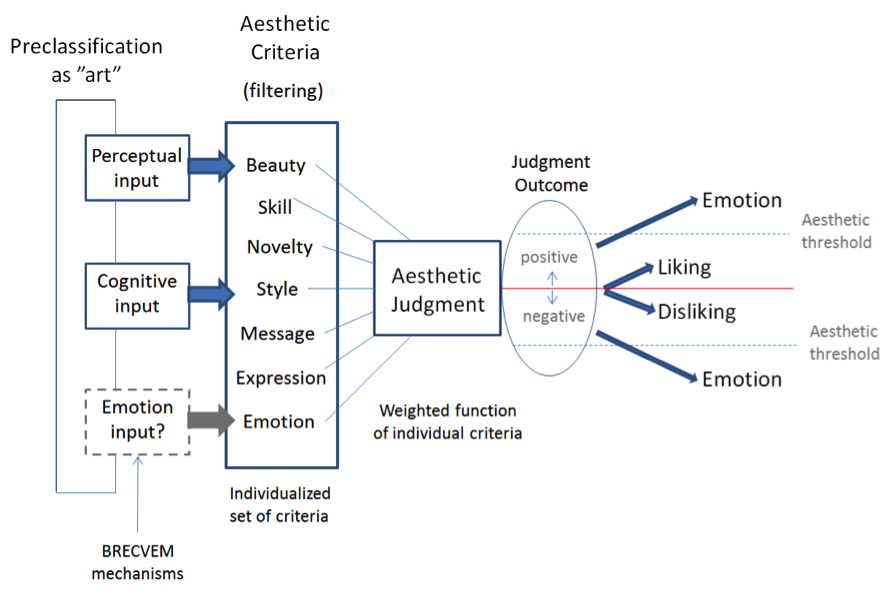 Preclassification
as ”art”
Aesthetic
Criteria
(filtering)
Perceptual
input
Cognitive
input
Emotion
input?
BRECVEM
mechanisms
Beauty
Skill
Novelty
Style
Message
Expression
Emotion
Individualized
set of criteria
Aesthetic
Judgment
Weighted function
of individual criteria
Judgment
Outcome
positive
negative
Emotion
Aesthetic
threshold
Liking
Disliking
Aesthetic
threshold
Emotion